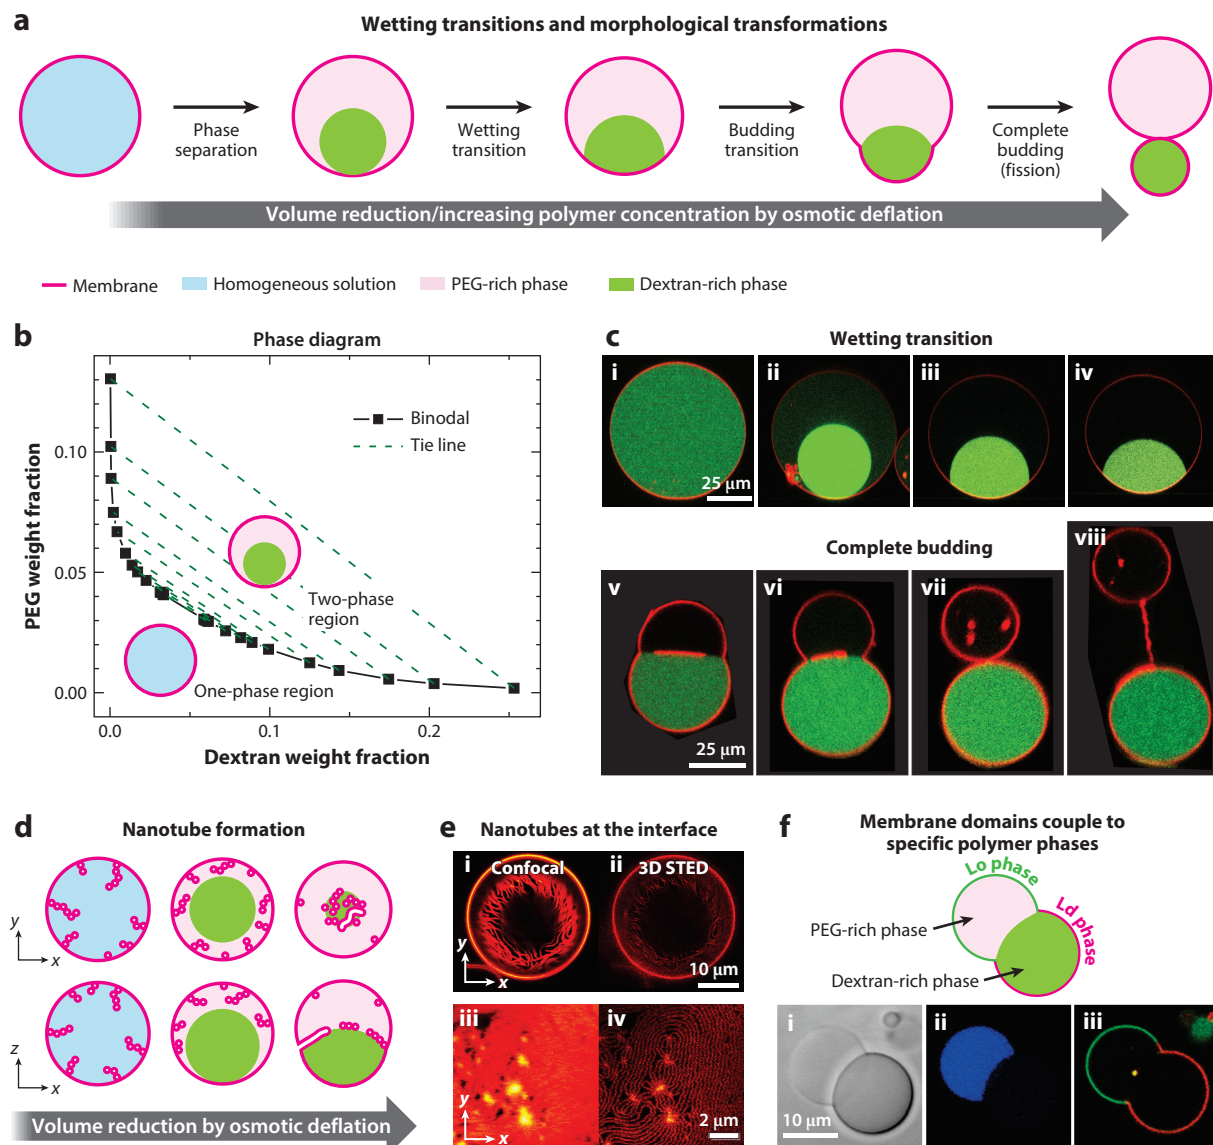 a
Wetting transitions and morphological transformations
Phase
separation
Wetting
transition
Budding
transition
Complete
budding
(fission)
Volume reduction/increasing polymer concentration by osmotic deflation
Membrane
Homogeneous solution
PEG-rich phase
Dextran-rich phase
b
Phase diagram
Binodal
Tie line
Two-phase
region
One-phase region
PEG weight fraction
0.10
0.05
0.00
0.0
0.1
0.2
Dextran weight fraction
c
Wetting transition
i
ii
iii
iv
25 μm
Complete budding
v
vi
vii
viii
25 μm
d
Nanotube formation
y
x
z
x
Volume reduction by osmotic deflation
e
Nanotubes at the interface
i
Confocal
ii
3D STED
y
x
10 μm
iii
iv
y
x
2 μm
f
Membrane domains couple to
specific polymer phases
Lo phase
Ld phase
PEG-rich phase
Dextran-rich phase
i
ii
iii
10 μm